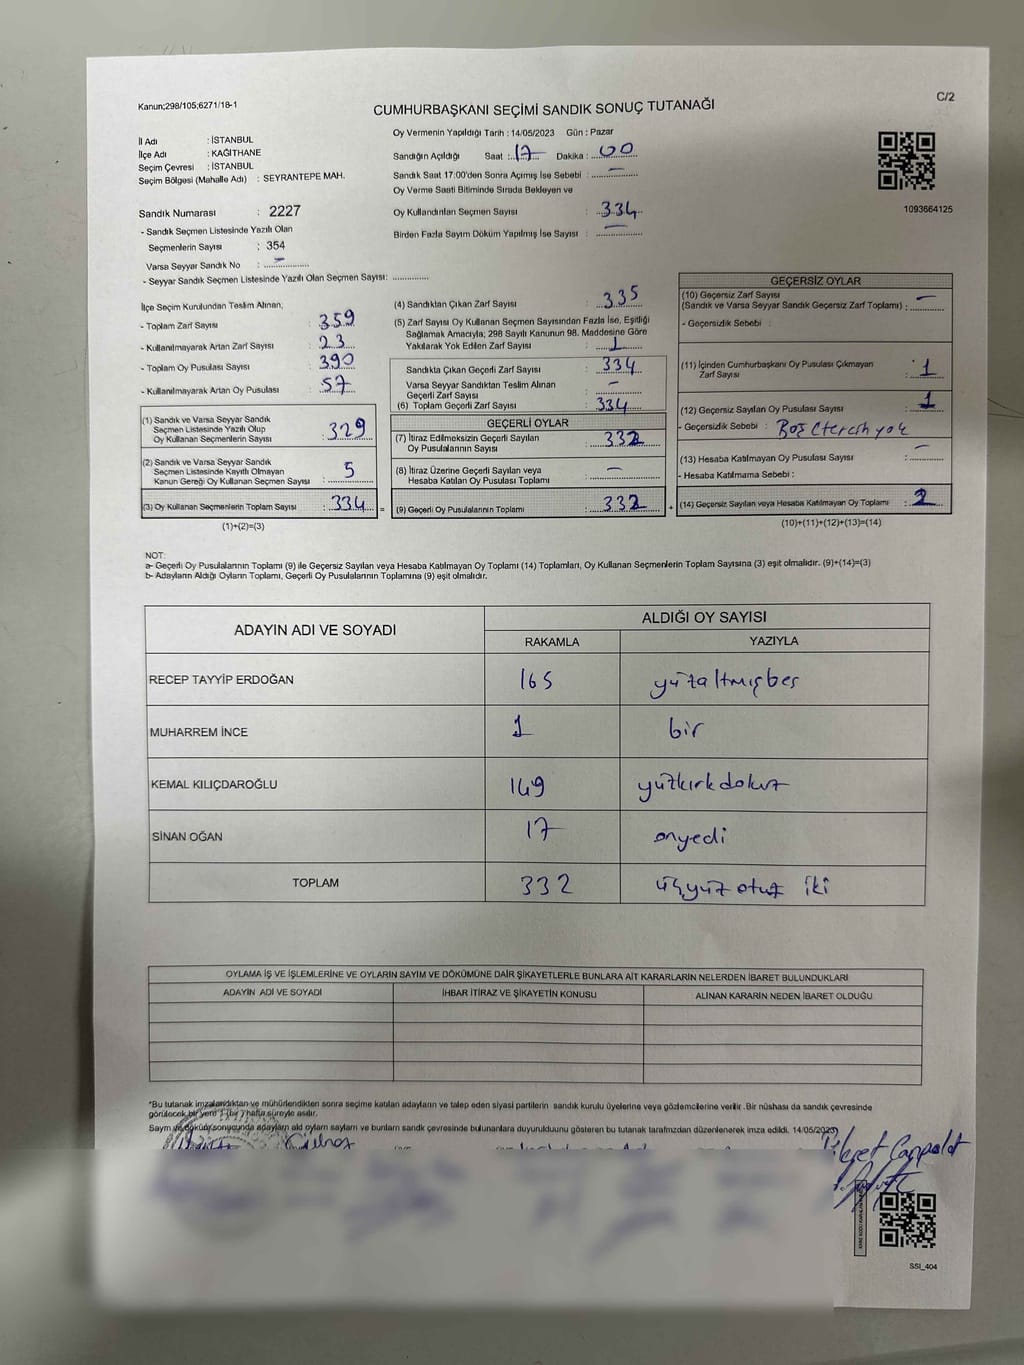 Kanun;298/105;6271/18-1
C/2
CUMHURBAŞKANI SEÇİMİ SANDIK SONUÇ TUTANAĞI
İl Adı : İSTANBUL
İlçe Adı : KAĞITHANE
Seçim Çevresi : İSTANBUL
Seçim Bölgesi (Mahalle Adı) : SEYRANTEPE MAH.
Sandık Numarası : 2227
- Sandık Seçmen Listesinde Yazılı Olan
Seçmenlerin Sayısı : 354
Varsa Seyyar Sandık No : –
- Seyyar Sandık Seçmen Listesinde Yazılı Olan Seçmen Sayısı: ..............
Oy Vermenin Yapıldığı Tarih : 14/05/2023 Gün : Pazar
Sandığın Açıldığı Saat : 17 Dakika : 00
Sandık Saat 17:00'den Sonra Açımış İse Sebebi : –
Oy Verme Saati Bitiminde Sırada Bekleyen ve
Oy Kullandırılan Seçmen Sayısı : 334
Birden Fazla Sayım Döküm Yapılmış İse Sayısı : –
1093664125
İlçe Seçim Kurulundan Teslim Alınan;
- Toplam Zarf Sayısı : 359
- Kullanılmayarak Artan Zarf Sayısı : 23
- Toplam Oy Pusulası Sayısı : 390
- Kullanılmayarak Artan Oy Pusulası : 57
(1) Sandık ve Varsa Seyyar Sandık
Seçmen Listesinde Yazılı Olup
Oy Kullanan Seçmenlerin Sayısı : 329
(2) Sandık ve Varsa Seyyar Sandık
Seçmen Listesinde Kayıtlı Olmayan
Kanun Gereği Oy Kullanan Seçmen Sayısı : 5
(3) Oy Kullanan Seçmenlerin Toplam Sayısı : 334
(1)+(2)=(3)
(4) Sandıktan Çıkan Zarf Sayısı : 335
(5) Zarf Sayısı Oy Kullanan Seçmen Sayısından Fazla İse, Eşitliği
Sağlamak Amacıyla; 298 Sayılı Kanunun 98. Maddesine Göre
Yakılarak Yok Edilen Zarf Sayısı : 1
Sandıkta Çıkan Geçerli Zarf Sayısı : 334
Varsa Seyyar Sandıktan Teslim Alınan
Geçerli Zarf Sayısı : –
(6) Toplam Geçerli Zarf Sayısı : 334
GEÇERLİ OYLAR
(7) İtiraz Edilmeksizin Geçerli Sayılan
Oy Pusulalarının Sayısı : 332
(8) İtiraz Üzerine Geçerli Sayılan veya
Hesaba Katılan Oy Pusulası Toplamı : –
(9) Geçerli Oy Pusulalarının Toplamı : 332
=
+
GEÇERSİZ OYLAR
(10) Geçersiz Zarf Sayısı
(Sandık ve Varsa Seyyar Sandık Geçersiz Zarf Toplamı) : –
- Geçersizlik Sebebi :
(11) İçinden Cumhurbaşkanı Oy Pusulası Çıkmayan
Zarf Sayısı : 1
(12) Geçersiz Sayılan Oy Pusulası Sayısı : 1
- Geçersizlik Sebebi : Boş (tercih yok
(13) Hesaba Katılmayan Oy Pusulası Sayısı : –
- Hesaba Katılmama Sebebi :
(14) Geçersiz Sayılan veya Hesaba Katılmayan Oy Toplamı : 2
(10)+(11)+(12)+(13)=(14)
NOT:
a- Geçerli Oy Pusulalarının Toplamı (9) ile Geçersiz Sayılan veya Hesaba Katılmayan Oy Toplamı (14) Toplamları, Oy Kullanan Seçmenlerin Toplam Sayısına (3) eşit olmalıdır. (9)+(14)=(3)
b- Adayların Aldığı Oyların Toplamı, Geçerli Oy Pusulalarının Toplamına (9) eşit olmalıdır.
ADAYIN ADI VE SOYADI
ALDIĞI OY SAYISI
RAKAMLA YAZIYLA
RECEP TAYYİP ERDOĞAN 165 yüzaltmışbeş
MUHARREM İNCE 1 bir
KEMAL KILIÇDAROĞLU 149 yüzkırkdokuz
SİNAN OĞAN 17 onyedi
TOPLAM 332 üçyüz otuz iki
OYLAMA İŞ VE İŞLEMLERİNE VE OYLARIN SAYIM VE DÖKÜMÜNE DAİR ŞİKAYETLERLE BUNLARA AİT KARARLARIN NELERDEN İBARET BULUNDUKLARI
ADAYIN ADI VE SOYADI İHBAR İTİRAZ VE ŞİKAYETİN KONUSU ALINAN KARARIN NEDEN İBARET OLDUĞU
*Bu tutanak imzalandıktan ve mühürlendikten sonra seçime katılan adayların ve talep eden siyasi partilerin sandık kurulu üyelerine veya gözlemcilerine verilir. Bir nüshası da sandık çevresinde
görülecek bir yere 1 (bir) hafta süreyle asılır.
Sayım ve döküm sonucunda adayların aldığı oyların sayıları ve bunların sandık çevresinde bulunanlara duyurulduunu gösteren bu tutanak tarafımızdan düzenlenerek imza edildi. 14/05/2023
SSI_404